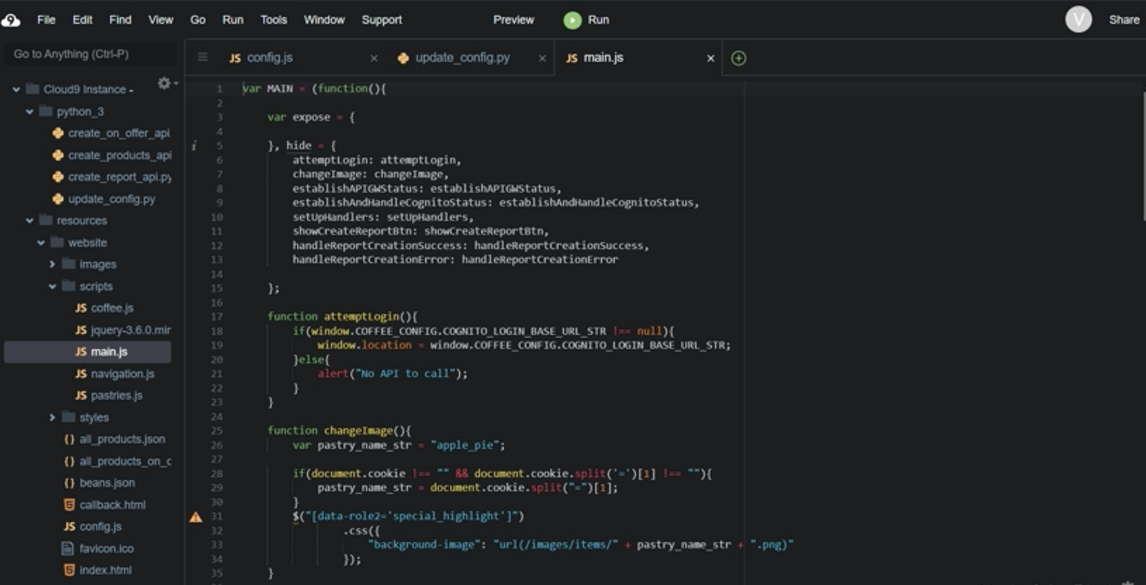 File Edit Find View Go Run Tools Window Support Preview Run V Share
Go to Anything (Ctrl-P)
JS config.js × update_config.py × JS main.js ×
Cloud9 Instance -
python_3
create_on_offer_api
create_products_api
create_report_api.py
update_config.py
resources
website
images
scripts
JS coffee.js
JS jquery-3.6.0.mir
JS main.js
JS navigation.js
JS pastries.js
styles
{} all_products.json
{} all_products_on_c
{} beans.json
callback.html
JS config.js
favicon.ico
index.html
1 var MAIN = (function(){
2
3 var expose = {
4
i 5 }, hide = {
6 attemptLogin: attemptLogin,
7 changeImage: changeImage,
8 establishAPIGWStatus: establishAPIGWStatus,
9 establishAndHandleCognitoStatus: establishAndHandleCognitoStatus,
10 setUpHandlers: setUpHandlers,
11 showCreateReportBtn: showCreateReportBtn,
12 handleReportCreationSuccess: handleReportCreationSuccess,
13 handleReportCreationError: handleReportCreationError
14
15 };
16
17 function attemptLogin(){
18 if(window.COFFEE_CONFIG.COGNITO_LOGIN_BASE_URL_STR !== null){
19 window.location = window.COFFEE_CONFIG.COGNITO_LOGIN_BASE_URL_STR;
20 }else{
21 alert("No API to call");
22 }
23 }
24
25 function changeImage(){
26 var pastry_name_str = "apple_pie";
27
28 if(document.cookie !== "" && document.cookie.split('=')[1] !== ""){
29 pastry_name_str = document.cookie.split("=")[1];
30 }
31 $("[data-role2='special_highlight']")
32 .css({
33 "background-image": "url(/images/items/" + pastry_name_str + ".png)"
34 });
35 }